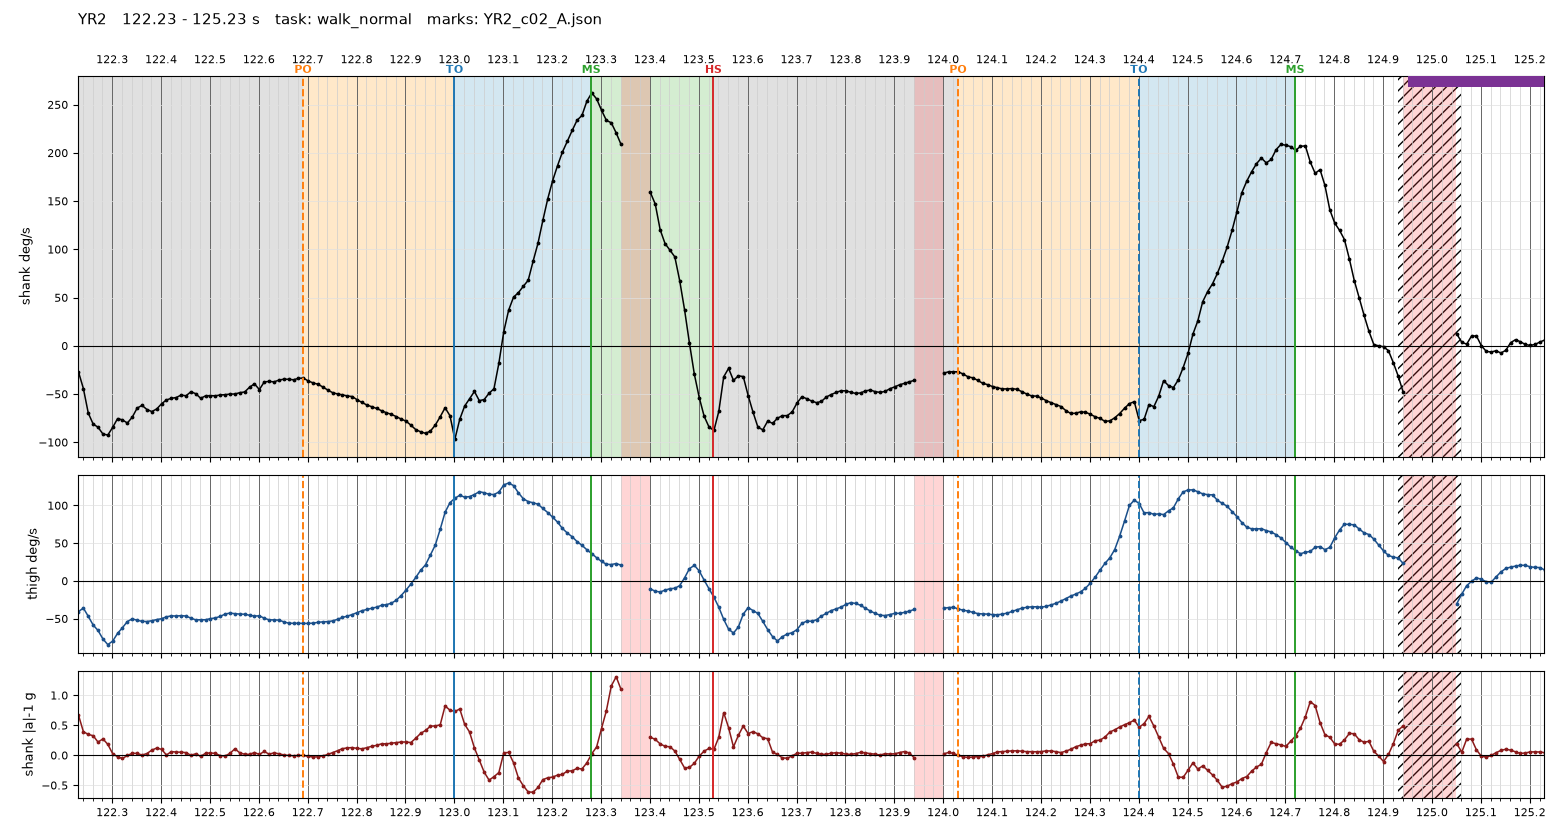 YR2   122.23 - 125.23 s   task: walk_normal   marks: YR2_c02_A.json
122.3 122.4 122.5 122.6 122.7 122.8 122.9 123.0 123.1 123.2 123.3 123.4 123.5 123.6 123.7 123.8 123.9 124.0 124.1 124.2 124.3 124.4 124.5 124.6 124.7 124.8 124.9 125.0 125.1 125.2
PO TO MS HS PO TO MS
shank deg/s
250
200
150
100
50
0
−50
−100
thigh deg/s
100
50
0
−50
shank |a|-1 g
1.0
0.5
0.0
−0.5
122.3 122.4 122.5 122.6 122.7 122.8 122.9 123.0 123.1 123.2 123.3 123.4 123.5 123.6 123.7 123.8 123.9 124.0 124.1 124.2 124.3 124.4 124.5 124.6 124.7 124.8 124.9 125.0 125.1 125.2